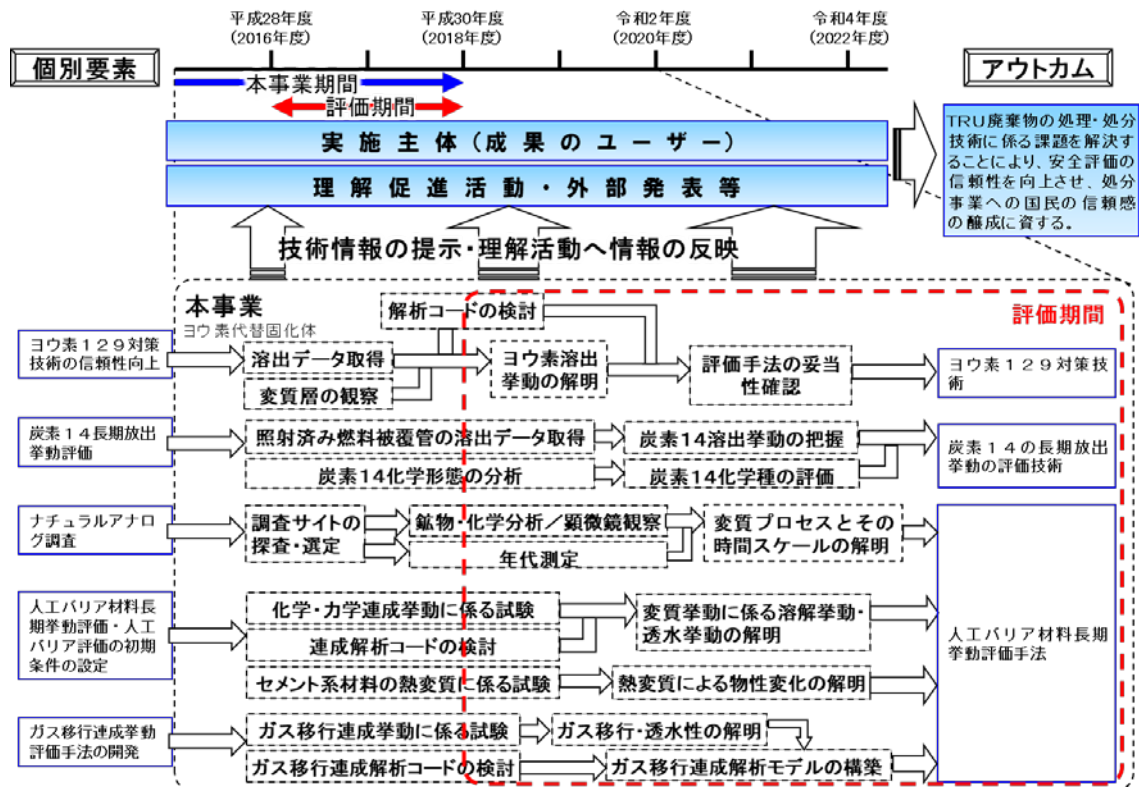 平成28年度
(2016年度)
平成30年度
(2018年度)
令和2年度
(2020年度)
令和4年度
(2022年度)
個別要素
アウトカム
本事業期間
評価期間
実施主体(成果のユーザー)
理解促進活動・外部発表等
TRU廃棄物の処理・処分
技術に係る課題を解決す
ることにより、安全評価の
信頼性を向上させ、処分
事業への国民の信頼感
の醸成に資する。
技術情報の提示・理解活動へ情報の反映
本事業
ヨウ素代替固化体
評価期間
解析コードの検討
ヨウ素129対策
技術の信頼性向上
溶出データ取得
変質層の観察
ヨウ素溶出
挙動の解明
評価手法の妥当
性確認
ヨウ素129対策技
術
炭素14長期放出
挙動評価
照射済み燃料被覆管の溶出データ取得
炭素14溶出挙動の把握
炭素14化学形態の分析
炭素14化学種の評価
炭素14の長期放出
挙動の評価技術
ナチュラルアナロ
グ調査
調査サイトの
探査・選定
鉱物・化学分析/顕微鏡観察
年代測定
変質プロセスとその
時間スケールの解明
人工バリア材料長
期挙動評価・人工
バリア評価の初期
条件の設定
化学・力学連成挙動に係る試験
連成解析コードの検討
変質挙動に係る溶解挙動・
透水挙動の解明
セメント系材料の熱変質に係る試験
熱変質による物性変化の解明
人工バリア材料長期
挙動評価手法
ガス移行連成挙動
評価手法の開発
ガス移行連成挙動に係る試験
ガス移行・透水性の解明
ガス移行連成解析コードの検討
ガス移行連成解析モデルの構築